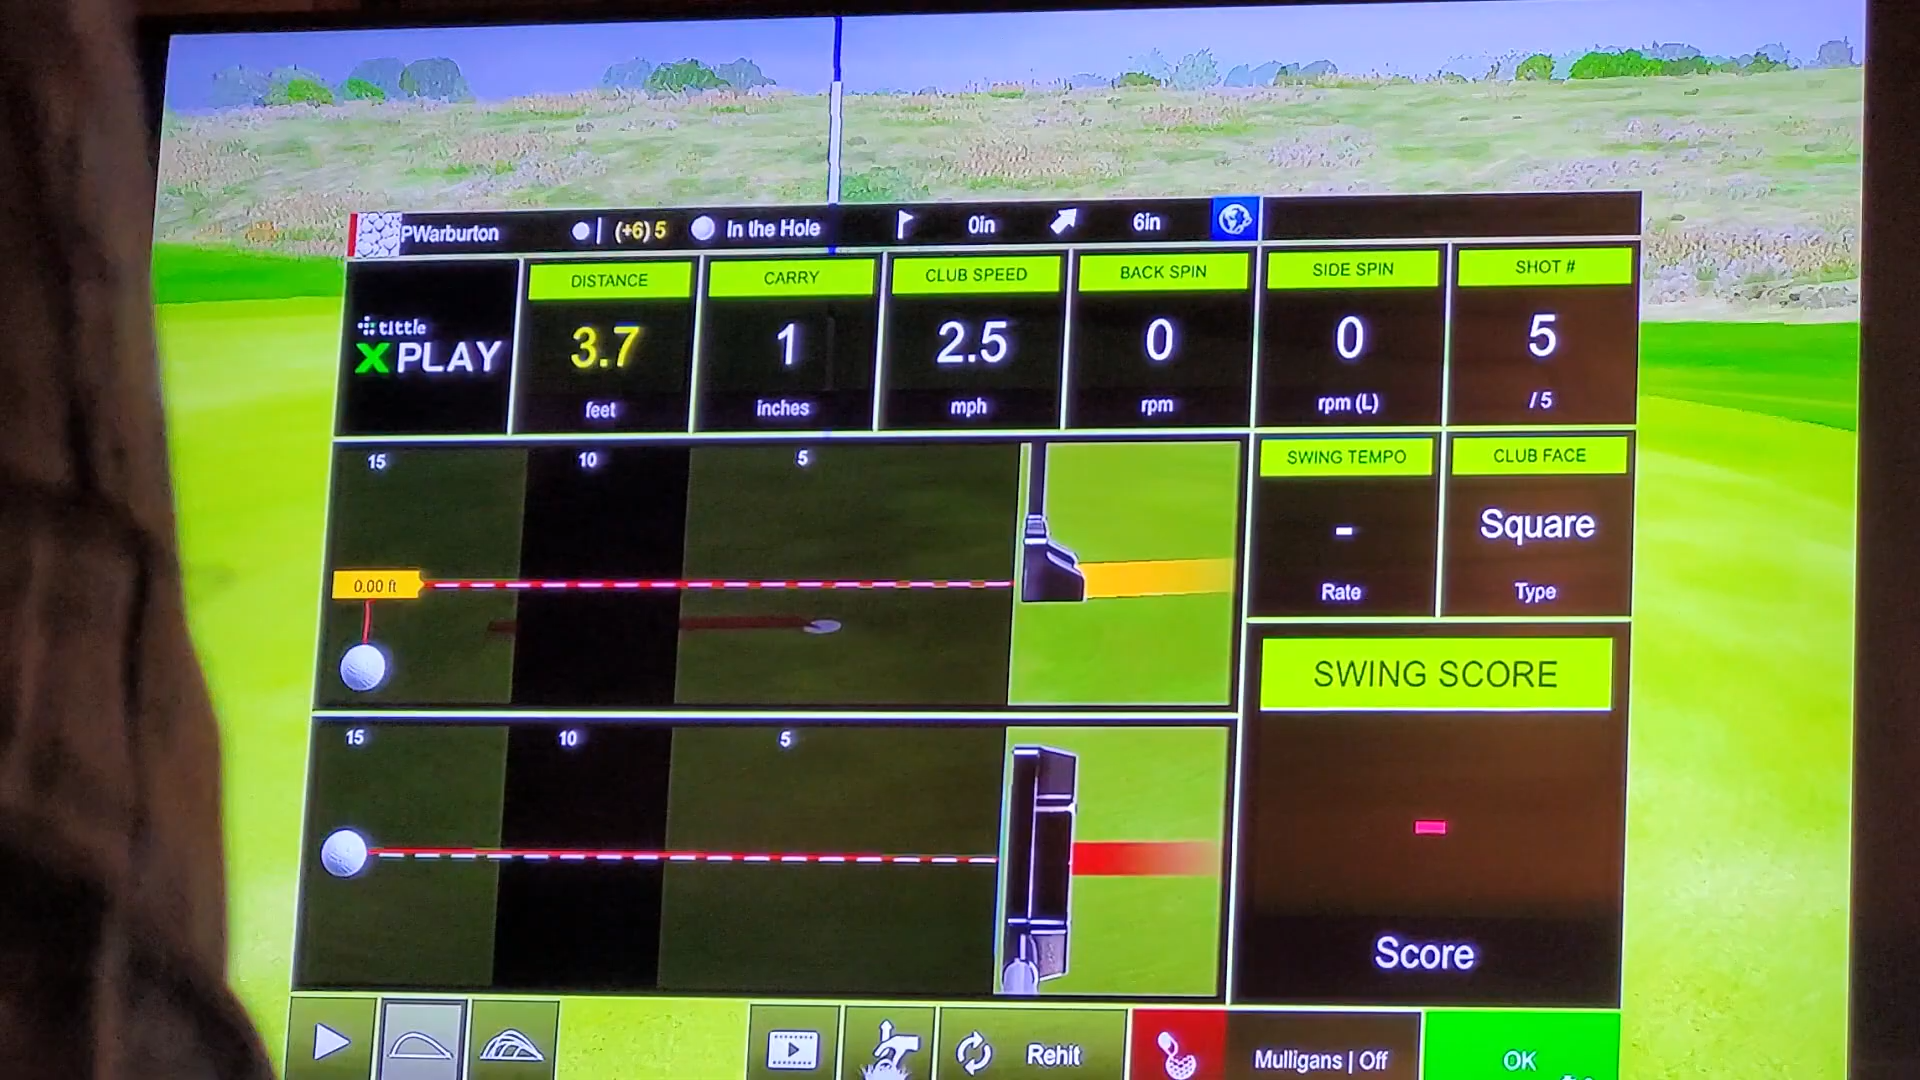 PWarburton (+6) 5 In the Hole 0in 6in
DISTANCE CARRY CLUB SPEED BACK SPIN SIDE SPIN SHOT #
tittle
X PLAY
3.7 1 2.5 0 0 5
feet inches mph rpm rpm (L) / 5
15 10 5
SWING TEMPO CLUB FACE
- Square
Rate Type
0.00 ft
SWING SCORE
15 10 5
-
Score
Rehit Mulligans | Off OK